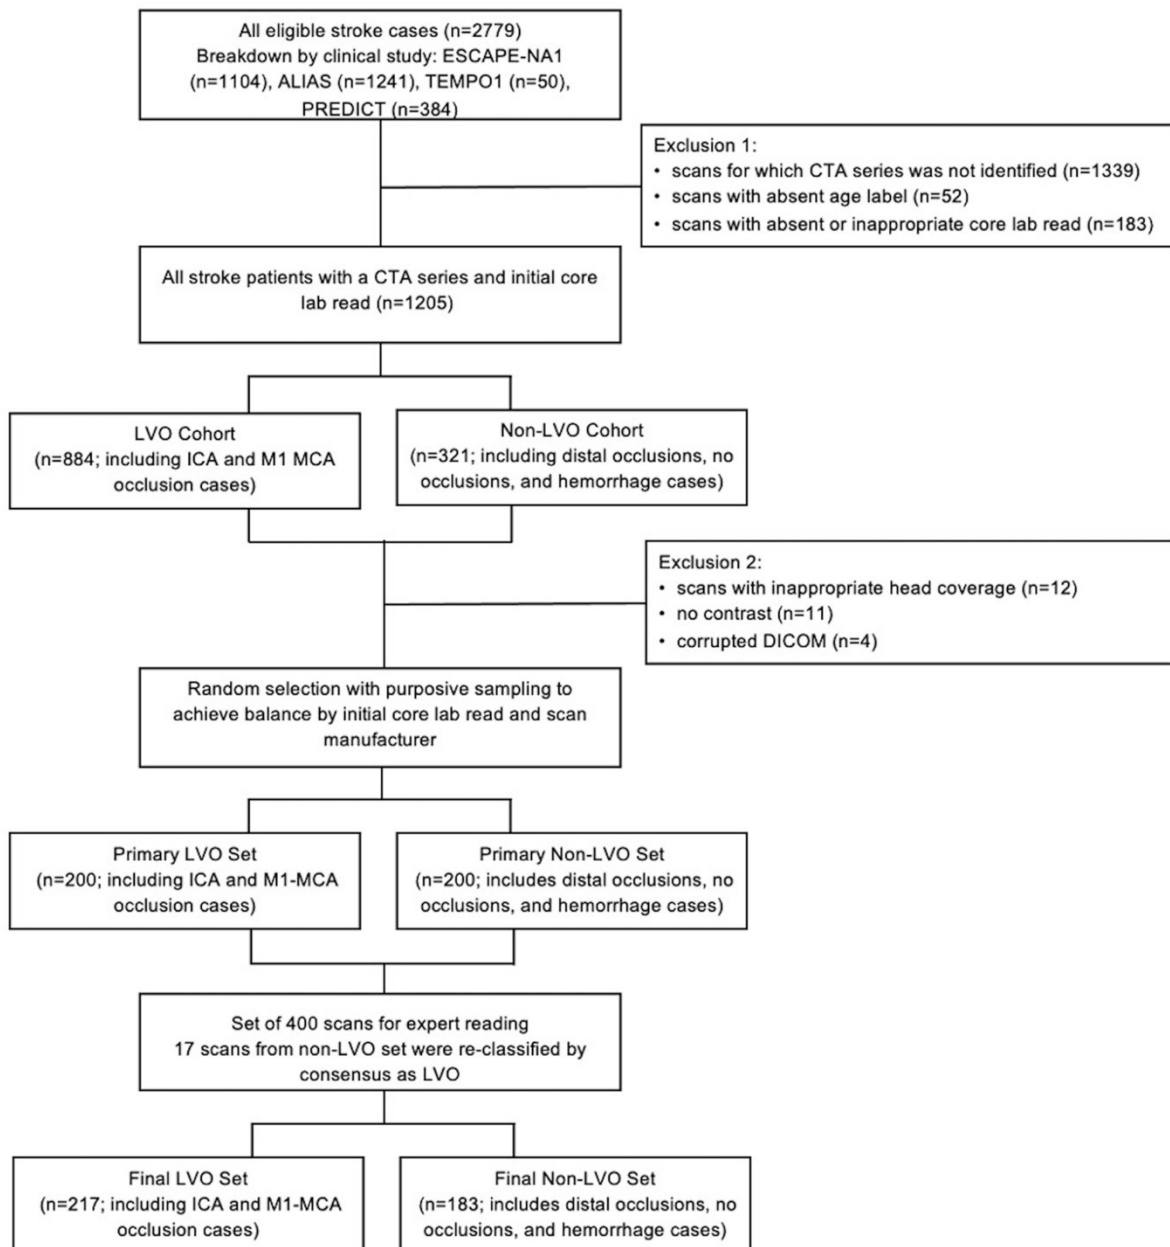 All eligible stroke cases (n=2779)
Breakdown by clinical study: ESCAPE-NA1
(n=1104), ALIAS (n=1241), TEMPO1 (n=50),
PREDICT (n=384)
Exclusion 1:
• scans for which CTA series was not identified (n=1339)
• scans with absent age label (n=52)
• scans with absent or inappropriate core lab read (n=183)
All stroke patients with a CTA series and initial core
lab read (n=1205)
LVO Cohort
(n=884; including ICA and M1 MCA
occlusion cases)
Non-LVO Cohort
(n=321; including distal occlusions, no
occlusions, and hemorrhage cases)
Exclusion 2:
• scans with inappropriate head coverage (n=12)
• no contrast (n=11)
• corrupted DICOM (n=4)
Random selection with purposive sampling to
achieve balance by initial core lab read and scan
manufacturer
Primary LVO Set
(n=200; including ICA and M1-MCA
occlusion cases)
Primary Non-LVO Set
(n=200; includes distal occlusions, no
occlusions, and hemorrhage cases)
Set of 400 scans for expert reading
17 scans from non-LVO set were re-classified by
consensus as LVO
Final LVO Set
(n=217; including ICA and M1-MCA
occlusion cases)
Final Non-LVO Set
(n=183; includes distal occlusions, no
occlusions, and hemorrhage cases)